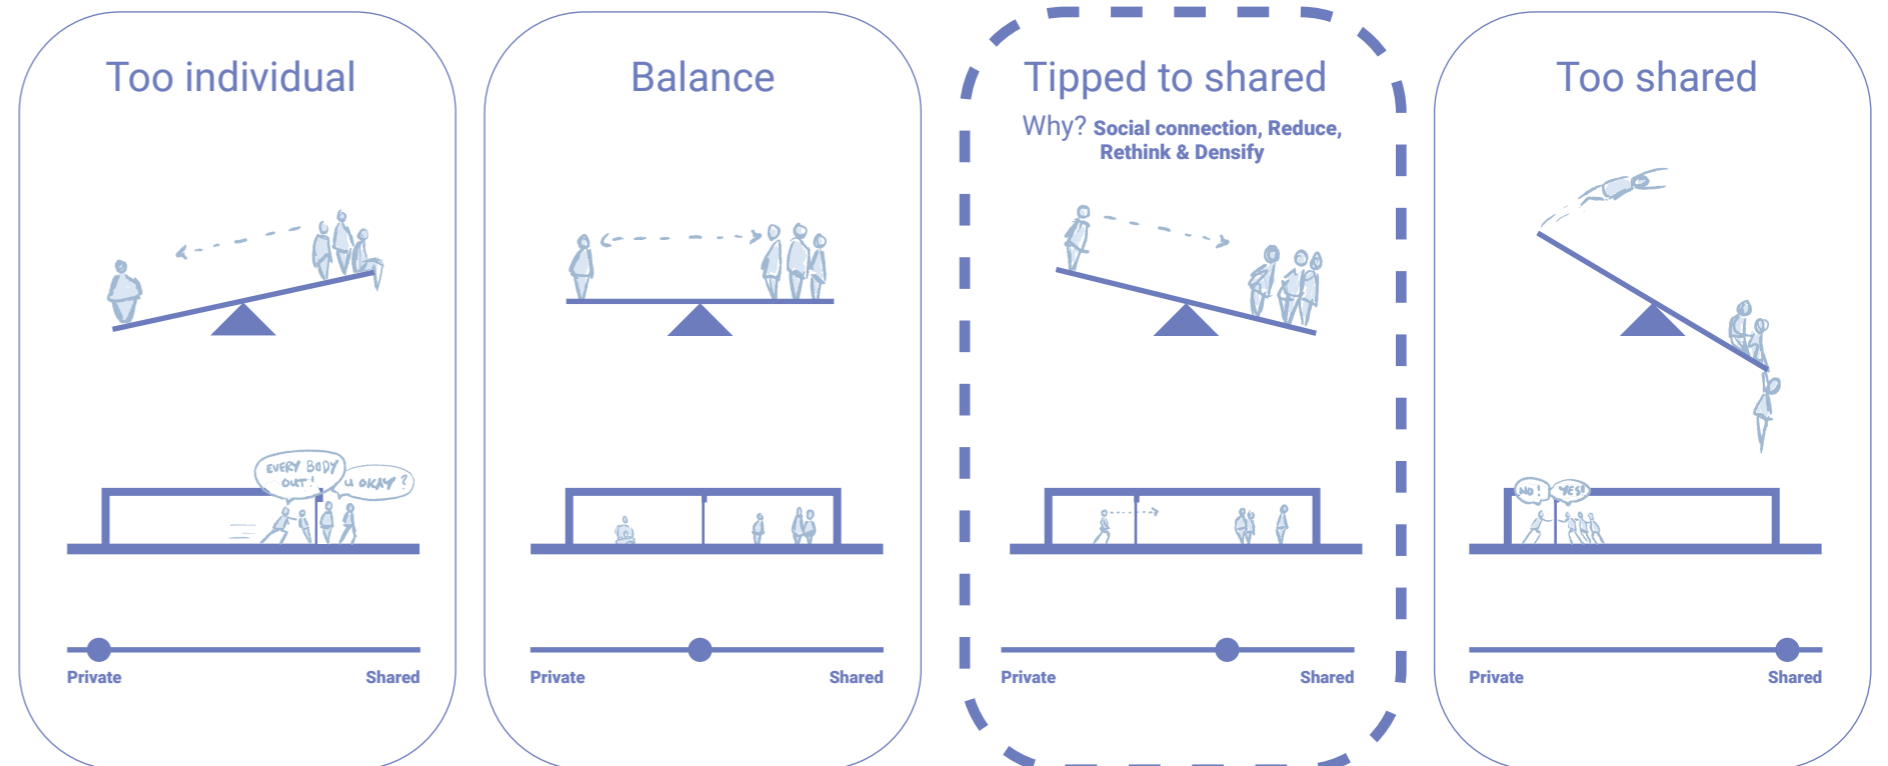 Too individual
EVERY BODY
OUT!
U OKAY?
Private
Shared
Balance
Private
Shared
Tipped to shared
Why? Social connection, Reduce,
Rethink & Densify
Private
Shared
Too shared
NO!
YES!
Private
Shared